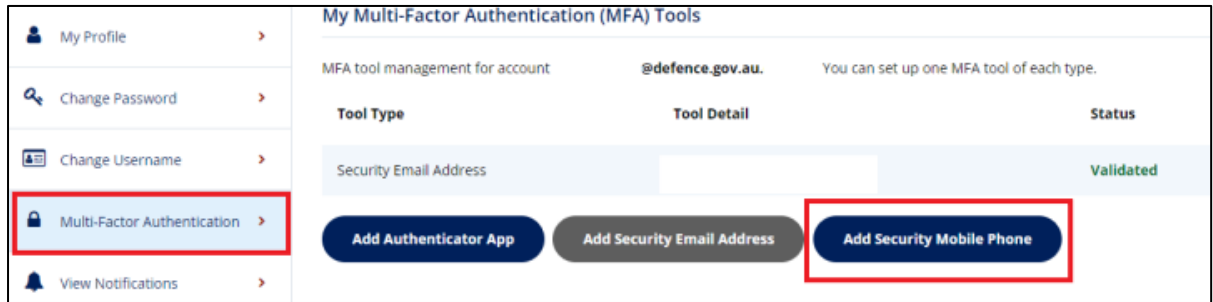 My Profile
Change Password
Change Username
Multi-Factor Authentication
View Notifications
My Multi-Factor Authentication (MFA) Tools
MFA tool management for account @defence.gov.au. You can set up one MFA tool of each type.
Tool Type Tool Detail Status
Security Email Address Validated
Add Authenticator App Add Security Email Address Add Security Mobile Phone